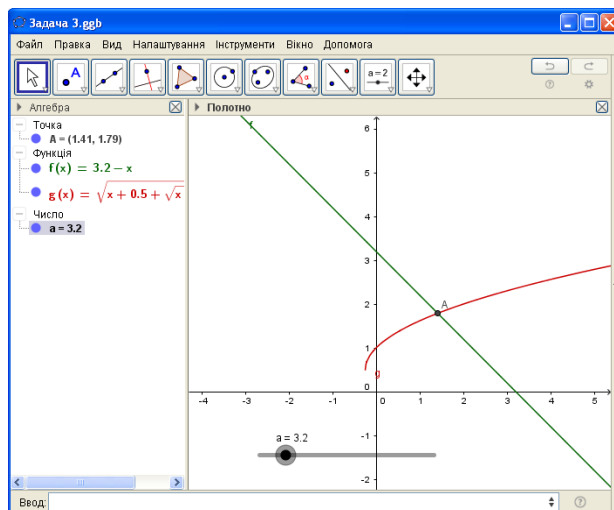 Задача 3.ggb
Файл Правка Вид Налаштування Інструменти Вікно Допомога
A
α
a=2
Алгебра
Полотно
Точка
A = (1.41, 1.79)
Функція
f(x) = 3.2 − x
g(x) = √(x + 0.5 + √x
Число
a = 3.2
f
6
5
4
3
2
1
0
A
g
-4 -3 -2 -1 0 1 2 3 4 5
-1
a = 3.2
-2
Ввод: